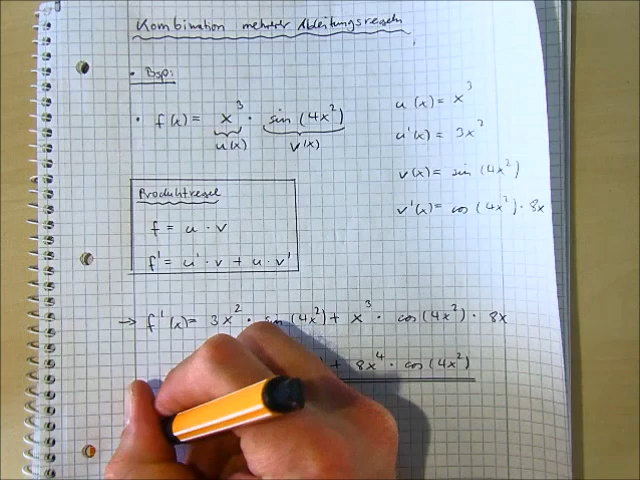 Kombination mehrerer Ableitungsregeln
• Bsp:
• f(x) = x³ · sin(4x²)
u(x) v(x)
u(x) = x³
u'(x) = 3x²
v(x) = sin(4x²)
v'(x) = cos(4x²) · 8x
Produktregel
f = u · v
f' = u' · v + u · v'
→ f'(x) = 3x² · sin(4x²) + x³ · cos(4x²) · 8x
+ 8x⁴ · cos(4x²)